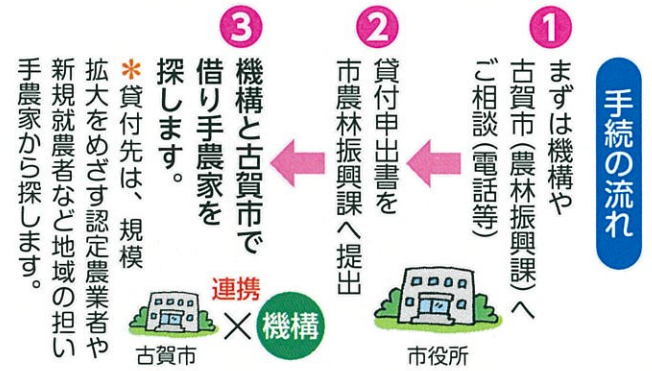 手続の流れ
❶
まずは機構や
古賀市(農林振興課)へ
ご相談(電話等)
市役所
❷
貸付申出書を
市農林振興課へ提出
❸
機構と古賀市で
借り手農家を
探します。
*貸付先は、規模
拡大をめざす認定農業者や
新規就農者など地域の担い
手農家から探します。
連携
古賀市
×
機構